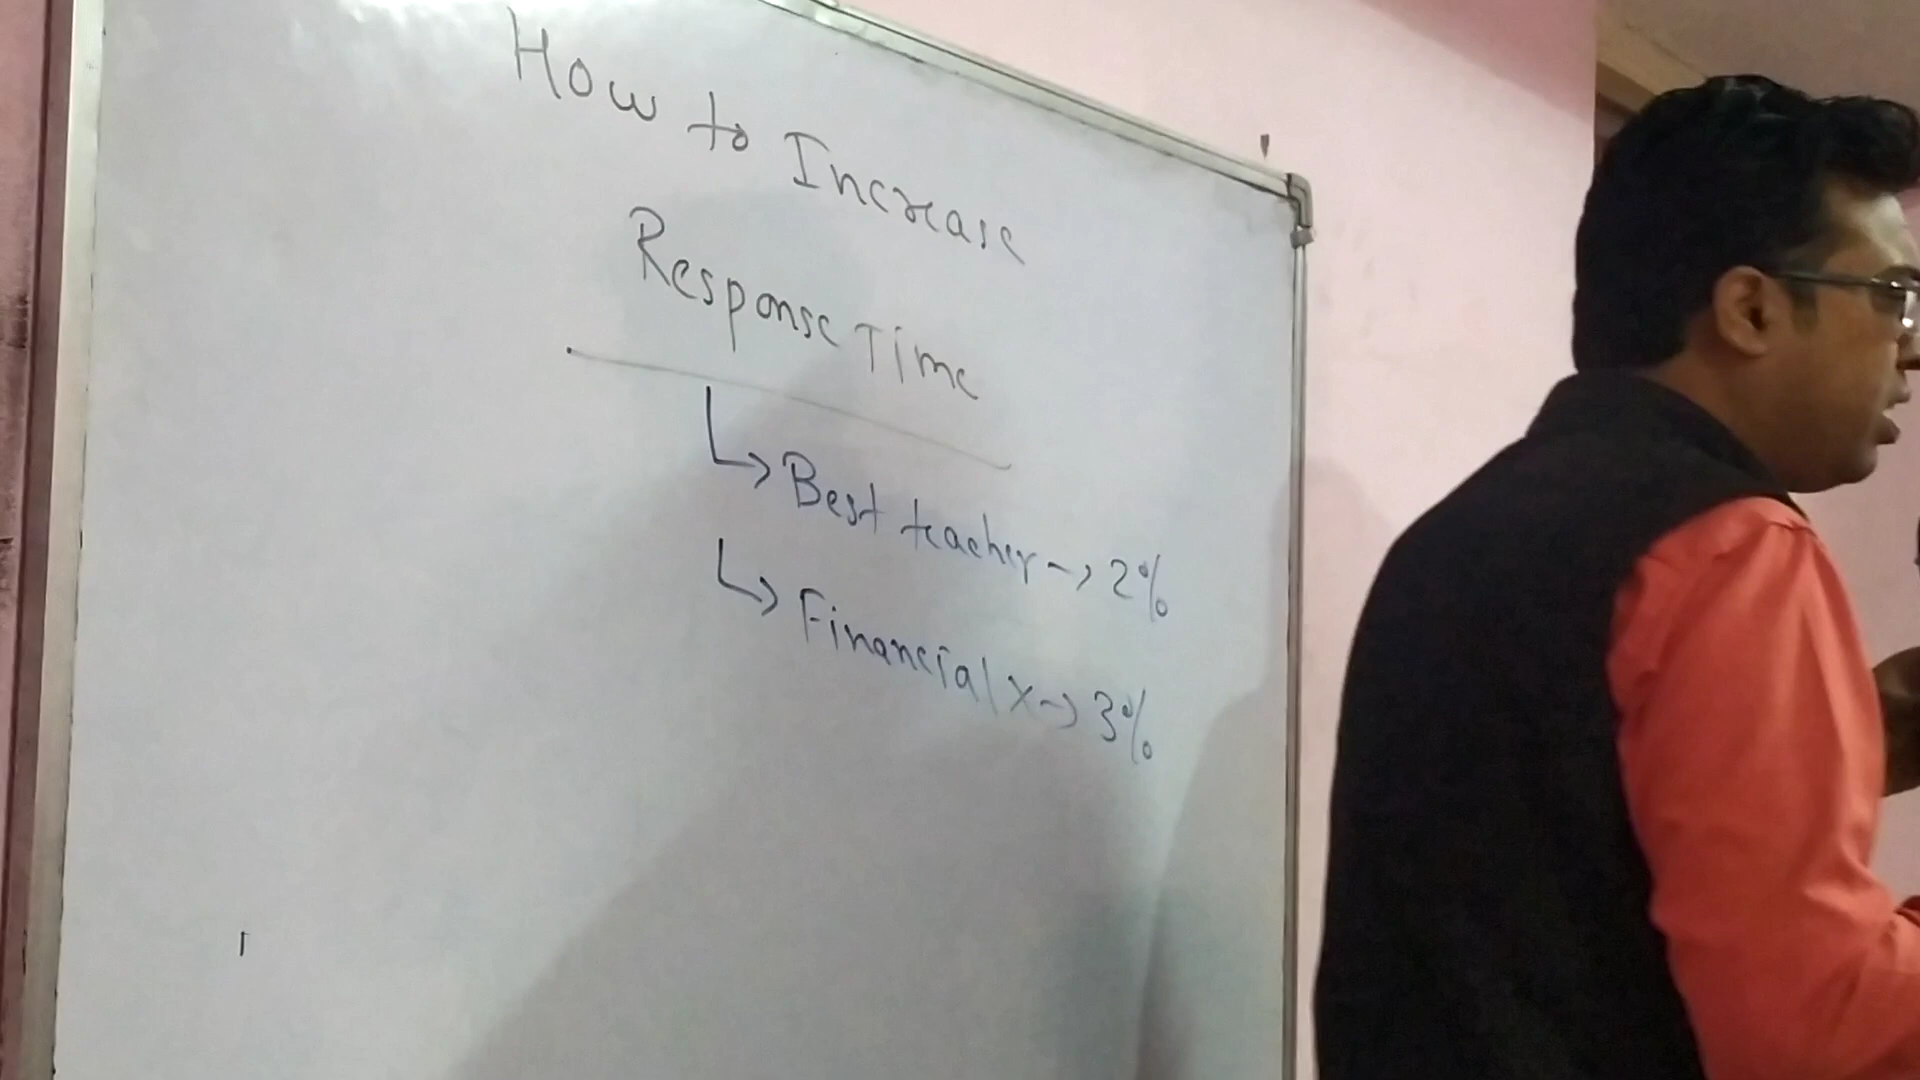 How to Increase
Response Time
↳ Best teacher → 2%
↳ Financial x → 3%